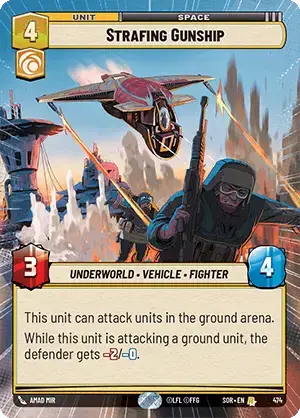 UNIT SPACE
4 STRAFING GUNSHIP
3 UNDERWORLD • VEHICLE • FIGHTER 4
This unit can attack units in the ground arena.
While this unit is attacking a ground unit, the
defender gets -2/-0.
AMAD MIR ©LFL ©FFG SOR • EN 474